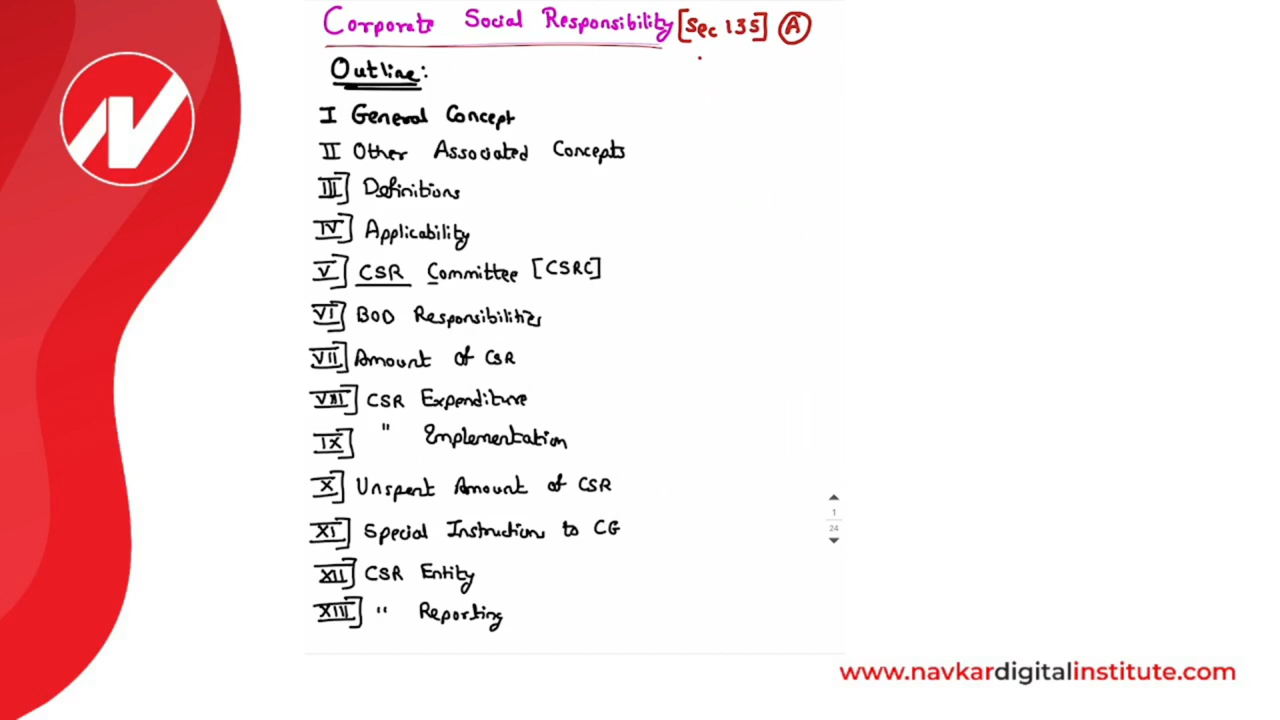 Corporate Social Responsibility [Sec 135] A
Outline:
I General Concept
II Other Associated Concepts
III] Definitions
IV] Applicability
V] CSR Committee [CSRC]
VI] BOD Responsibilities
VII] Amount of CSR
VIII] CSR Expenditure
IX] " Implementation
X] Unspent Amount of CSR
XI] Special Instructions to CG
XII] CSR Entity
XIII] " Reporting
1
24
www.navkardigitalinstitute.com